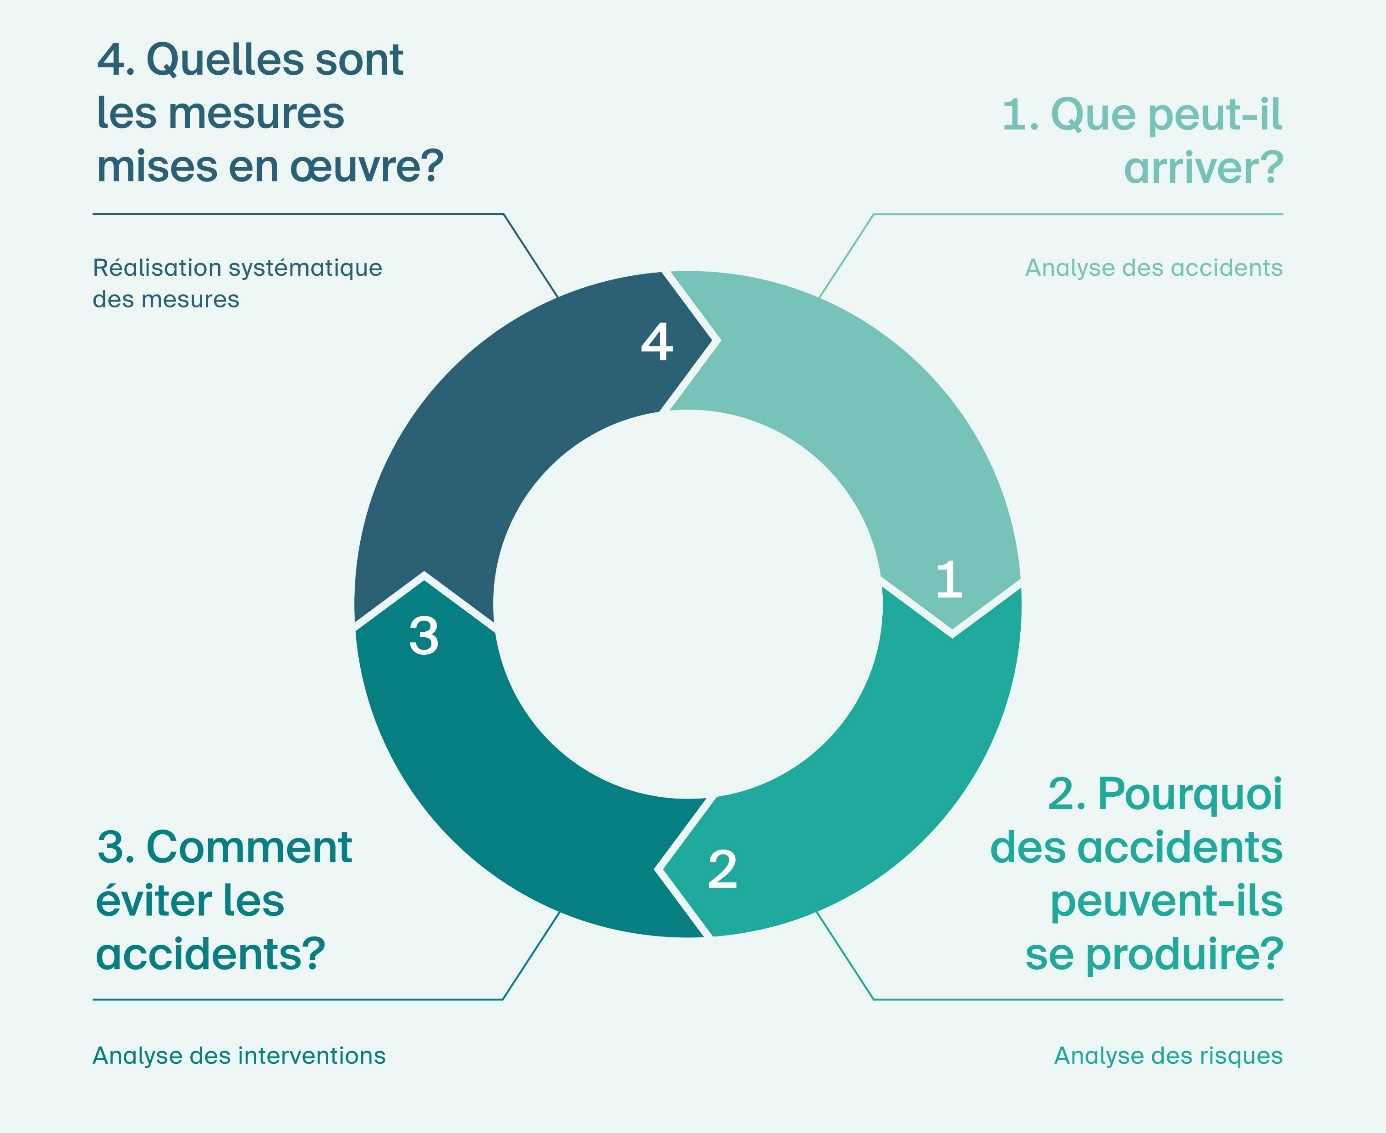 4. Quelles sont
les mesures
mises en œuvre?
Réalisation systématique
des mesures
1. Que peut-il
arriver?
Analyse des accidents
4
1
3
2
3. Comment
éviter les
accidents?
Analyse des interventions
2. Pourquoi
des accidents
peuvent-ils
se produire?
Analyse des risques